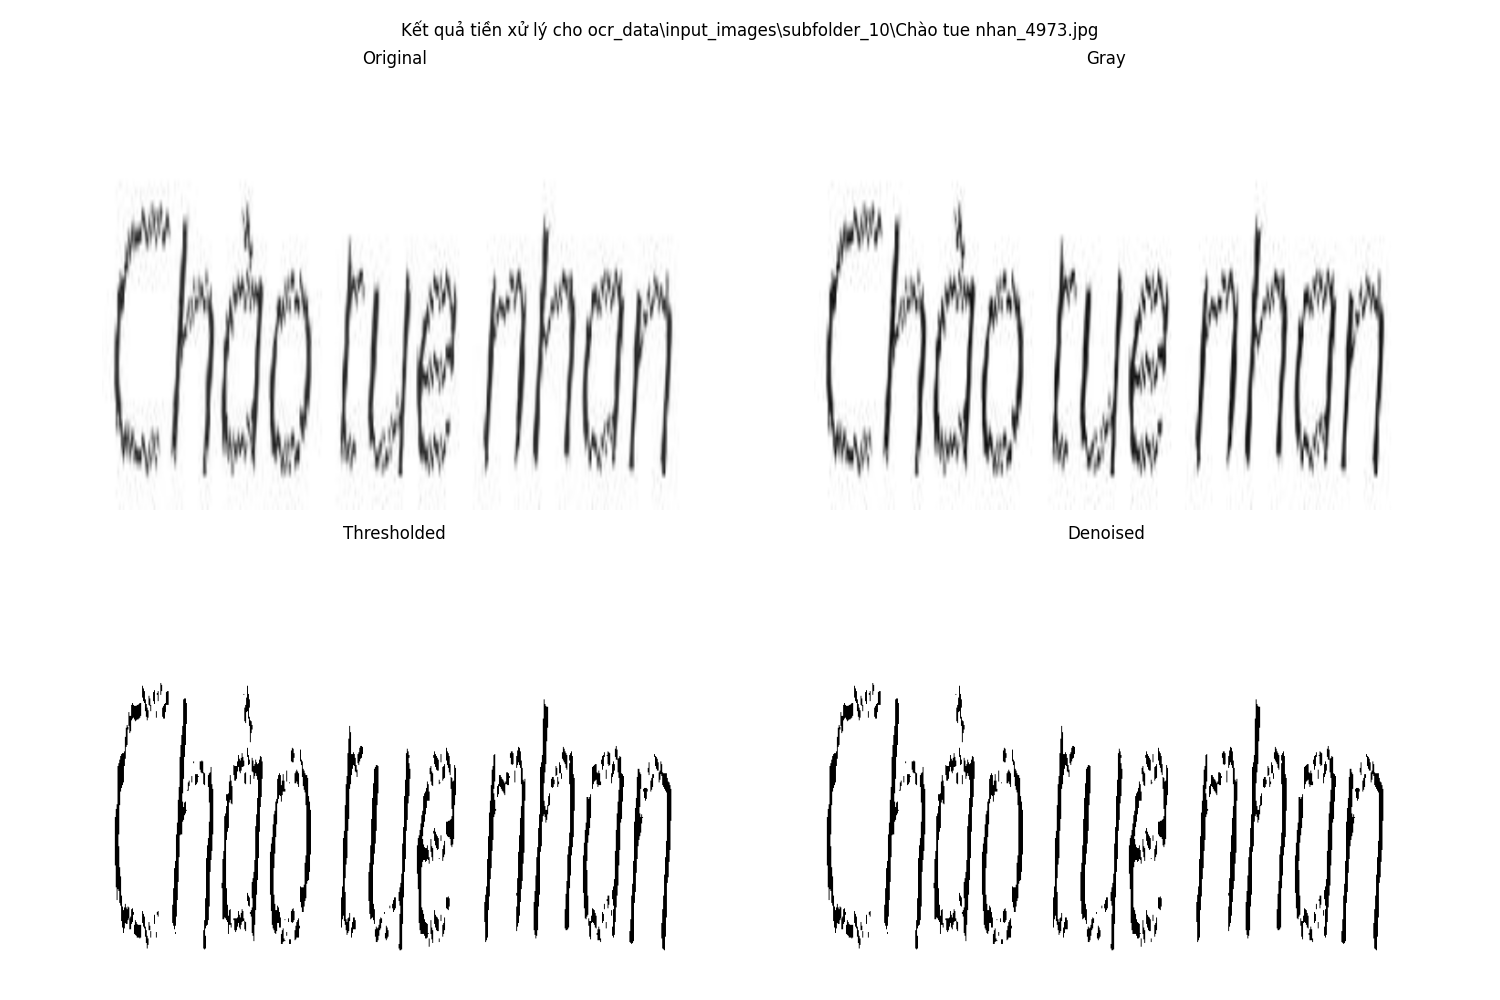 Kết quả tiền xử lý cho ocr_data\input_images\subfolder_10\Chào tue nhan_4973.jpg
Original
Gray
Chào tue nhan
Chào tue nhan
Thresholded
Denoised
Chào tue nhan
Chào tue nhan